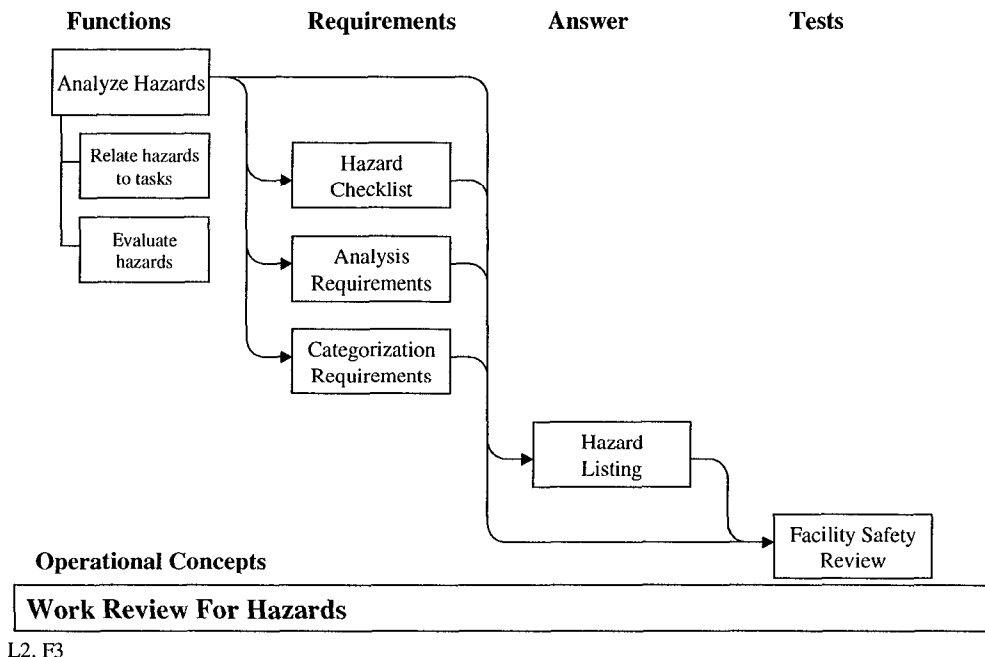 Functions Requirements Answer Tests
Analyze Hazards
Relate hazards
to tasks
Evaluate
hazards
Hazard
Checklist
Analysis
Requirements
Categorization
Requirements
Hazard
Listing
Facility Safety
Review
Operational Concepts
Work Review For Hazards
L2, F3